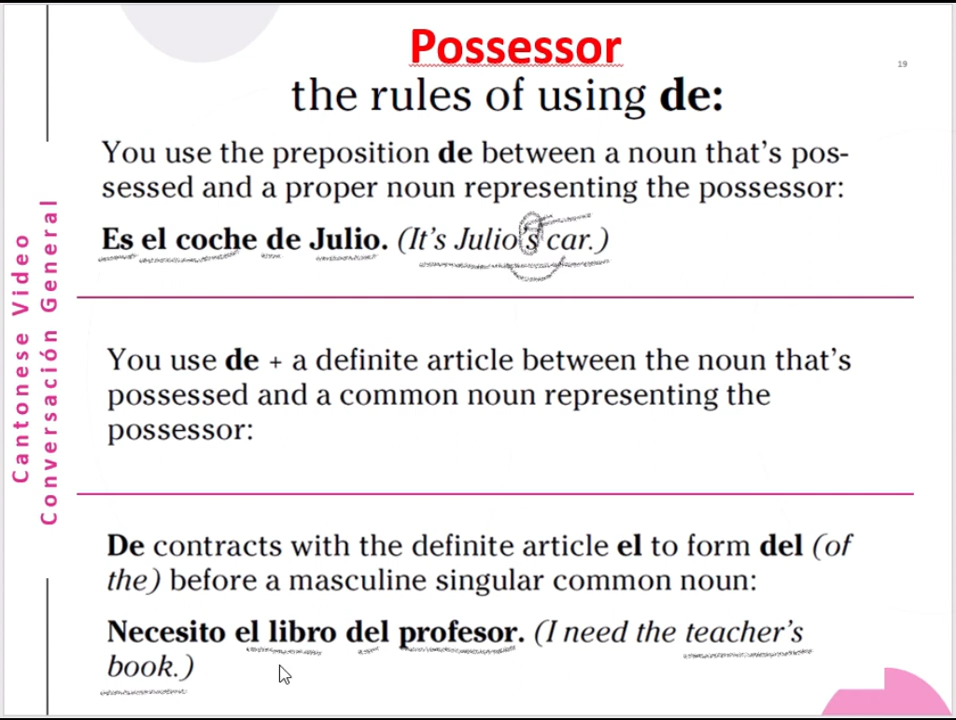 Possessor
19
the rules of using de:
You use the preposition de between a noun that's pos-
sessed and a proper noun representing the possessor:
Es el coche de Julio. (It's Julio's car.)
You use de + a definite article between the noun that's
possessed and a common noun representing the
possessor:
De contracts with the definite article el to form del (of
the) before a masculine singular common noun:
Necesito el libro del profesor. (I need the teacher's
book.)
Cantonese Video
Conversación General